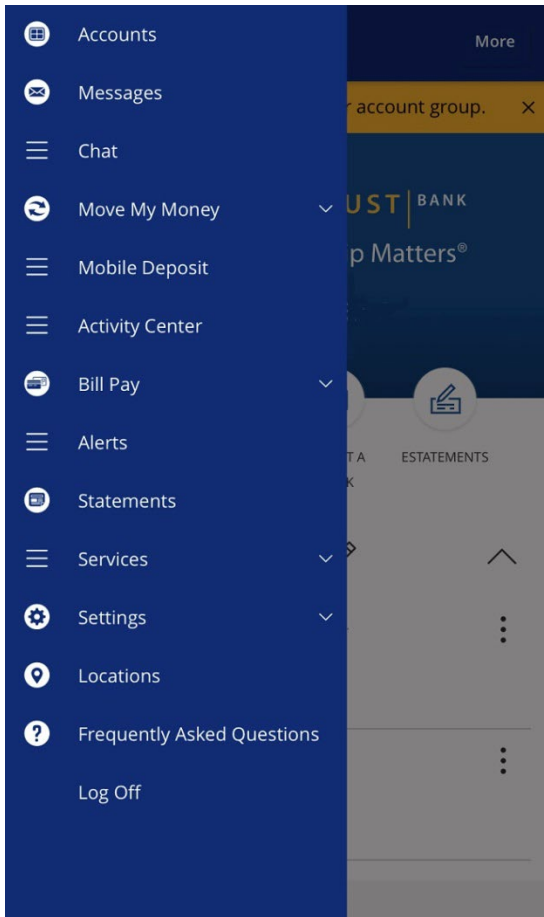 Accounts
Messages
Chat
Move My Money
Mobile Deposit
Activity Center
Bill Pay
Alerts
Statements
Services
Settings
Locations
Frequently Asked Questions
Log Off
More
account group.
UST BANK
p Matters®
T A
K
ESTATEMENTS